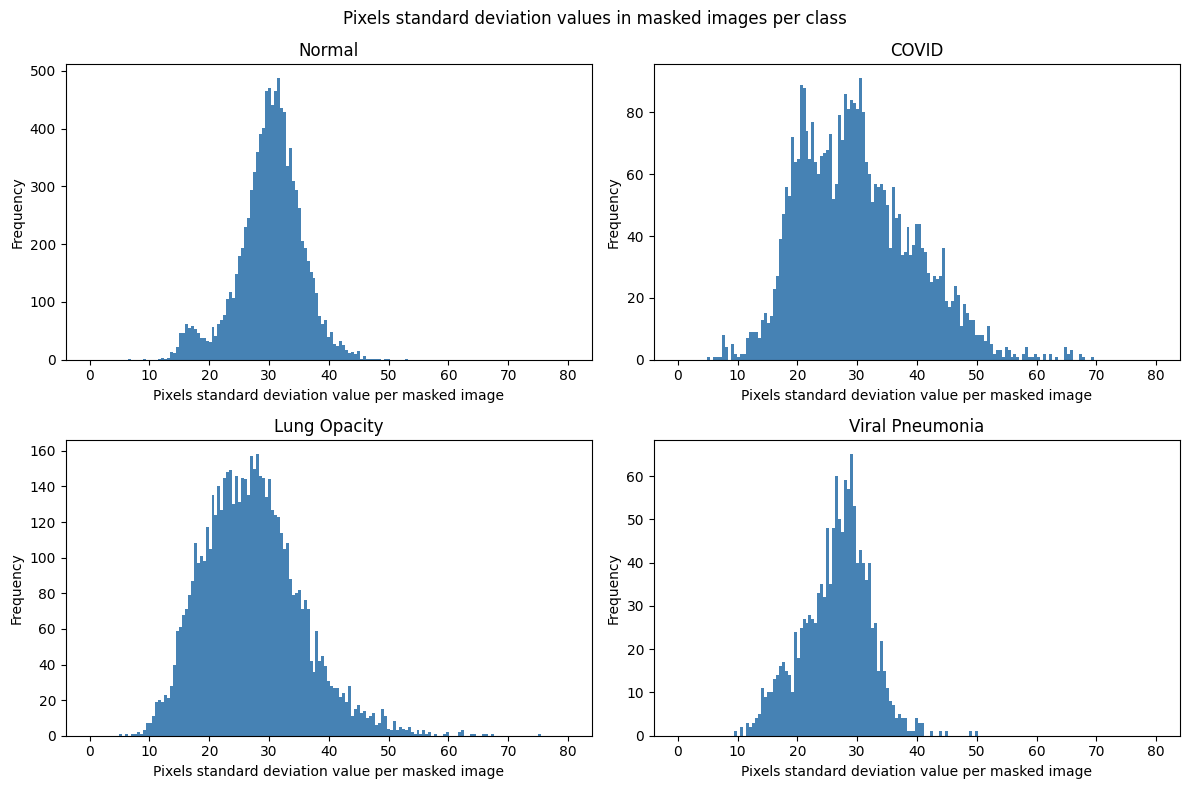 Pixels standard deviation values in masked images per class
Normal
Frequency
500
400
300
200
100
0
0 10 20 30 40 50 60 70 80
Pixels standard deviation value per masked image
COVID
Frequency
80
60
40
20
0
0 10 20 30 40 50 60 70 80
Pixels standard deviation value per masked image
Lung Opacity
Frequency
160
140
120
100
80
60
40
20
0
0 10 20 30 40 50 60 70 80
Pixels standard deviation value per masked image
Viral Pneumonia
Frequency
60
50
40
30
20
10
0
0 10 20 30 40 50 60 70 80
Pixels standard deviation value per masked image